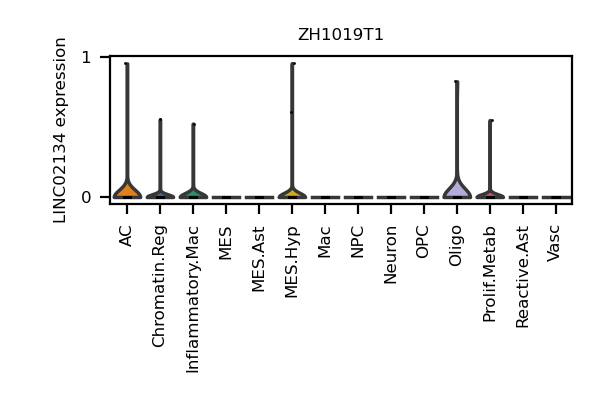 ZH1019T1
LINC02134 expression
1
0
AC
Chromatin.Reg
Inflammatory.Mac
MES
MES.Ast
MES.Hyp
Mac
NPC
Neuron
OPC
Oligo
Prolif.Metab
Reactive.Ast
Vasc